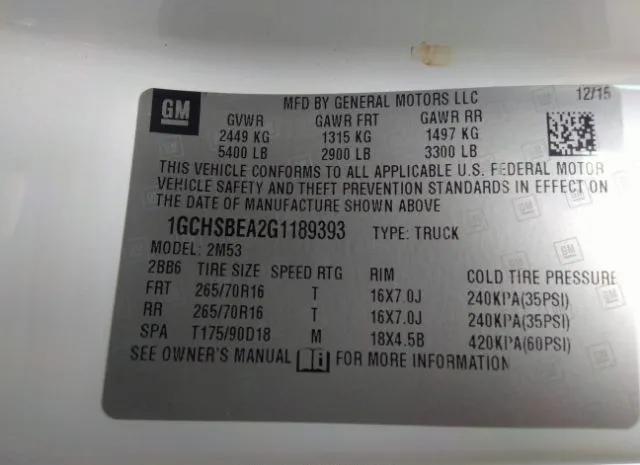 GM
MFD BY GENERAL MOTORS LLC 12/15
GVWR GAWR FRT GAWR RR
2449 KG 1315 KG 1497 KG
5400 LB 2900 LB 3300 LB
THIS VEHICLE CONFORMS TO ALL APPLICABLE U.S. FEDERAL MOTOR
VEHICLE SAFETY AND THEFT PREVENTION STANDARDS IN EFFECT ON
THE DATE OF MANUFACTURE SHOWN ABOVE
1GCHSBEA2G1189393 TYPE: TRUCK
MODEL: 2M53
2BB6 TIRE SIZE SPEED RTG RIM COLD TIRE PRESSURE
FRT 265/70R16 T 16X7.0J 240KPA(35PSI)
RR 265/70R16 T 16X7.0J 240KPA(35PSI)
SPA T175/90D18 M 18X4.5B 420KPA(60PSI)
SEE OWNER'S MANUAL FOR MORE INFORMATION